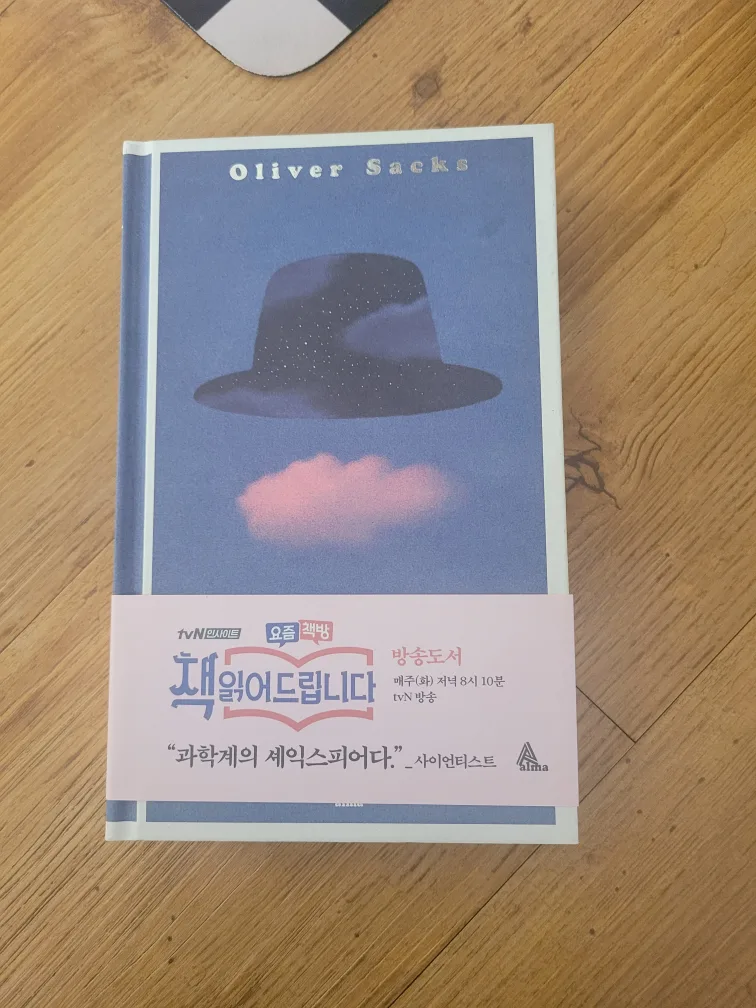 Oliver Sacks
tvN 인사이트
요즘 책방
책 읽어드립니다
방송도서
매주(화) 저녁 8시 10분
tvN 방송
“과학계의 셰익스피어다.”_사이언티스트
alma